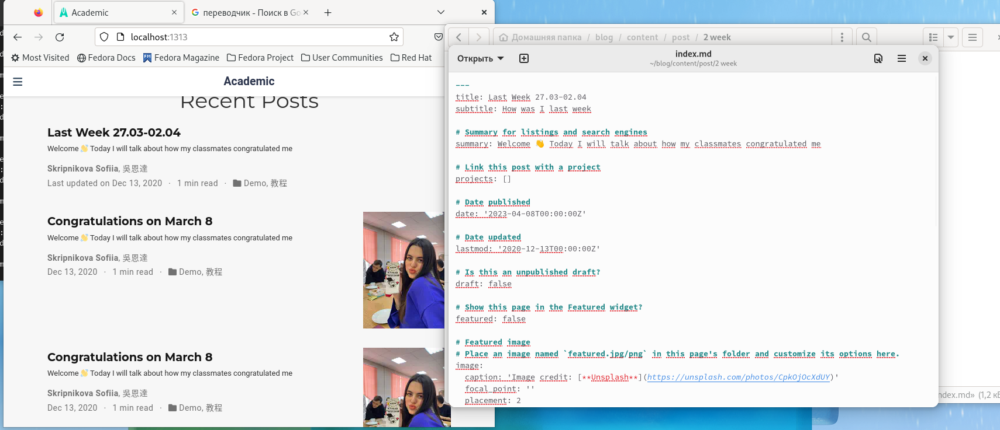 Academic
переводчик - Поиск в Go
localhost:1313
Most Visited
Fedora Docs
Fedora Magazine
Fedora Project
User Communities
Red Hat
Academic
Recent Posts
Last Week 27.03-02.04
Welcome 👋 Today I will talk about how my classmates congratulated me
Skripnikova Sofiia, 吳恩達
Last updated on Dec 13, 2020 · 1 min read · Demo, 教程
Congratulations on March 8
Welcome 👋 Today I will talk about how my classmates congratulated me
Skripnikova Sofiia, 吳恩達
Dec 13, 2020 · 1 min read · Demo, 教程
Congratulations on March 8
Welcome 👋 Today I will talk about how my classmates congratulated me
Skripnikova Sofiia, 吳恩達
Dec 13, 2020 · 1 min read · Demo, 教程
Домашняя папка / blog / content / post / 2 week
Открыть
index.md
~/blog/content/post/2 week
---
title: Last Week 27.03-02.04
subtitle: How was I last week
# Summary for listings and search engines
summary: Welcome 👋 Today I will talk about how my classmates congratulated me
# Link this post with a project
projects: []
# Date published
date: '2023-04-08T00:00:00Z'
# Date updated
lastmod: '2020-12-13T00:00:00Z'
# Is this an unpublished draft?
draft: false
# Show this page in the Featured widget?
featured: false
# Featured image
# Place an image named `featured.jpg/png` in this page's folder and customize its options here.
image:
caption: 'Image credit: [**Unsplash**](https://unsplash.com/photos/CpkOjOcXdUY)'
focal_point: ''
placement: 2
ndex.md» (1,2 кБ